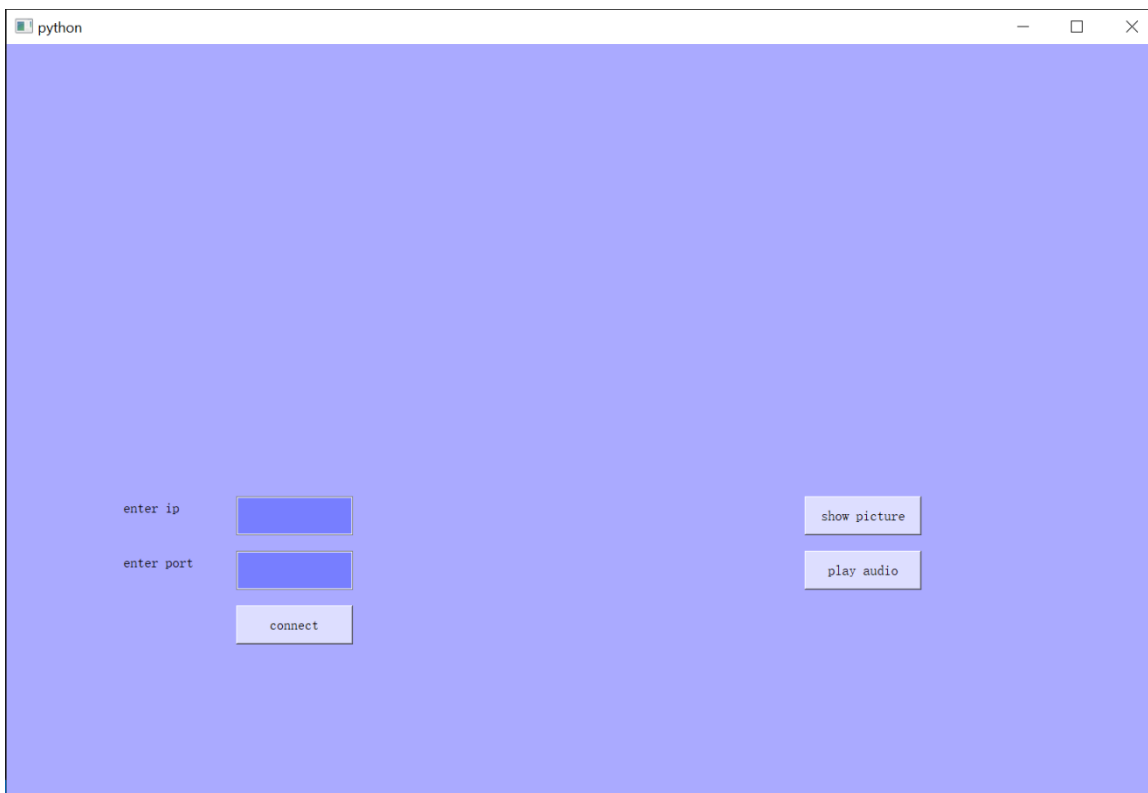 python
enter ip
show picture
enter port
play audio
connect